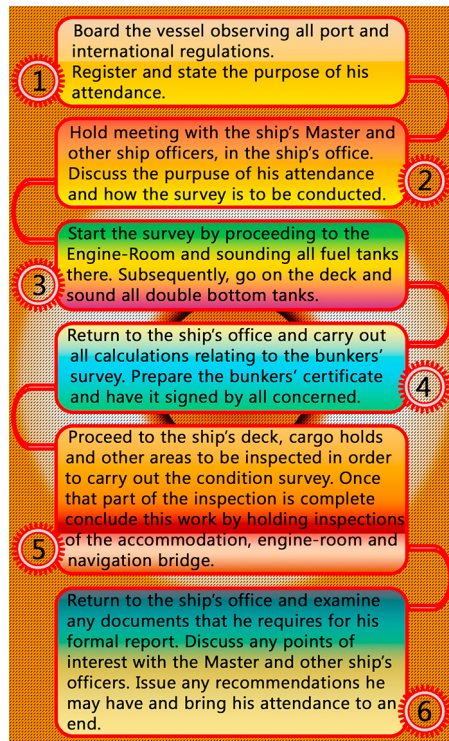 Board the vessel observing all port and
international regulations.
Register and state the purpose of his
attendance.
1
Hold meeting with the ship's Master and
other ship officers, in the ship's office.
Discuss the purpuse of his attendance
and how the survey is to be conducted.
2
Start the survey by proceeding to the
Engine-Room and sounding all fuel tanks
there. Subsequently, go on the deck and
sound all double bottom tanks.
3
Return to the ship's office and carry out
all calculations relating to the bunkers'
survey. Prepare the bunkers' certificate
and have it signed by all concerned.
4
Proceed to the ship's deck, cargo holds
and other areas to be inspected in order
to carry out the condition survey. Once
that part of the inspection is complete
conclude this work by holding inspections
of the accommodation, engine-room and
navigation bridge.
5
Return to the ship's office and examine
any documents that he requires for his
formal report. Discuss any points of
interest with the Master and other ship's
officers. Issue any recommendations he
may have and bring his attendance to an
end.
6